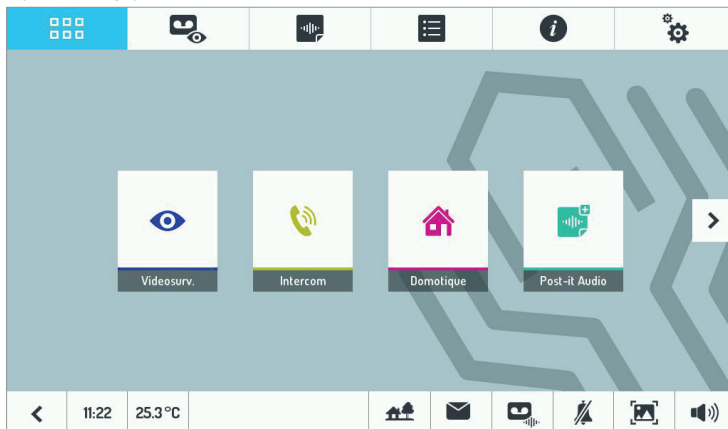 Videosurv.
Intercom
Domotique
Post-it Audio
11:22
25.3°C